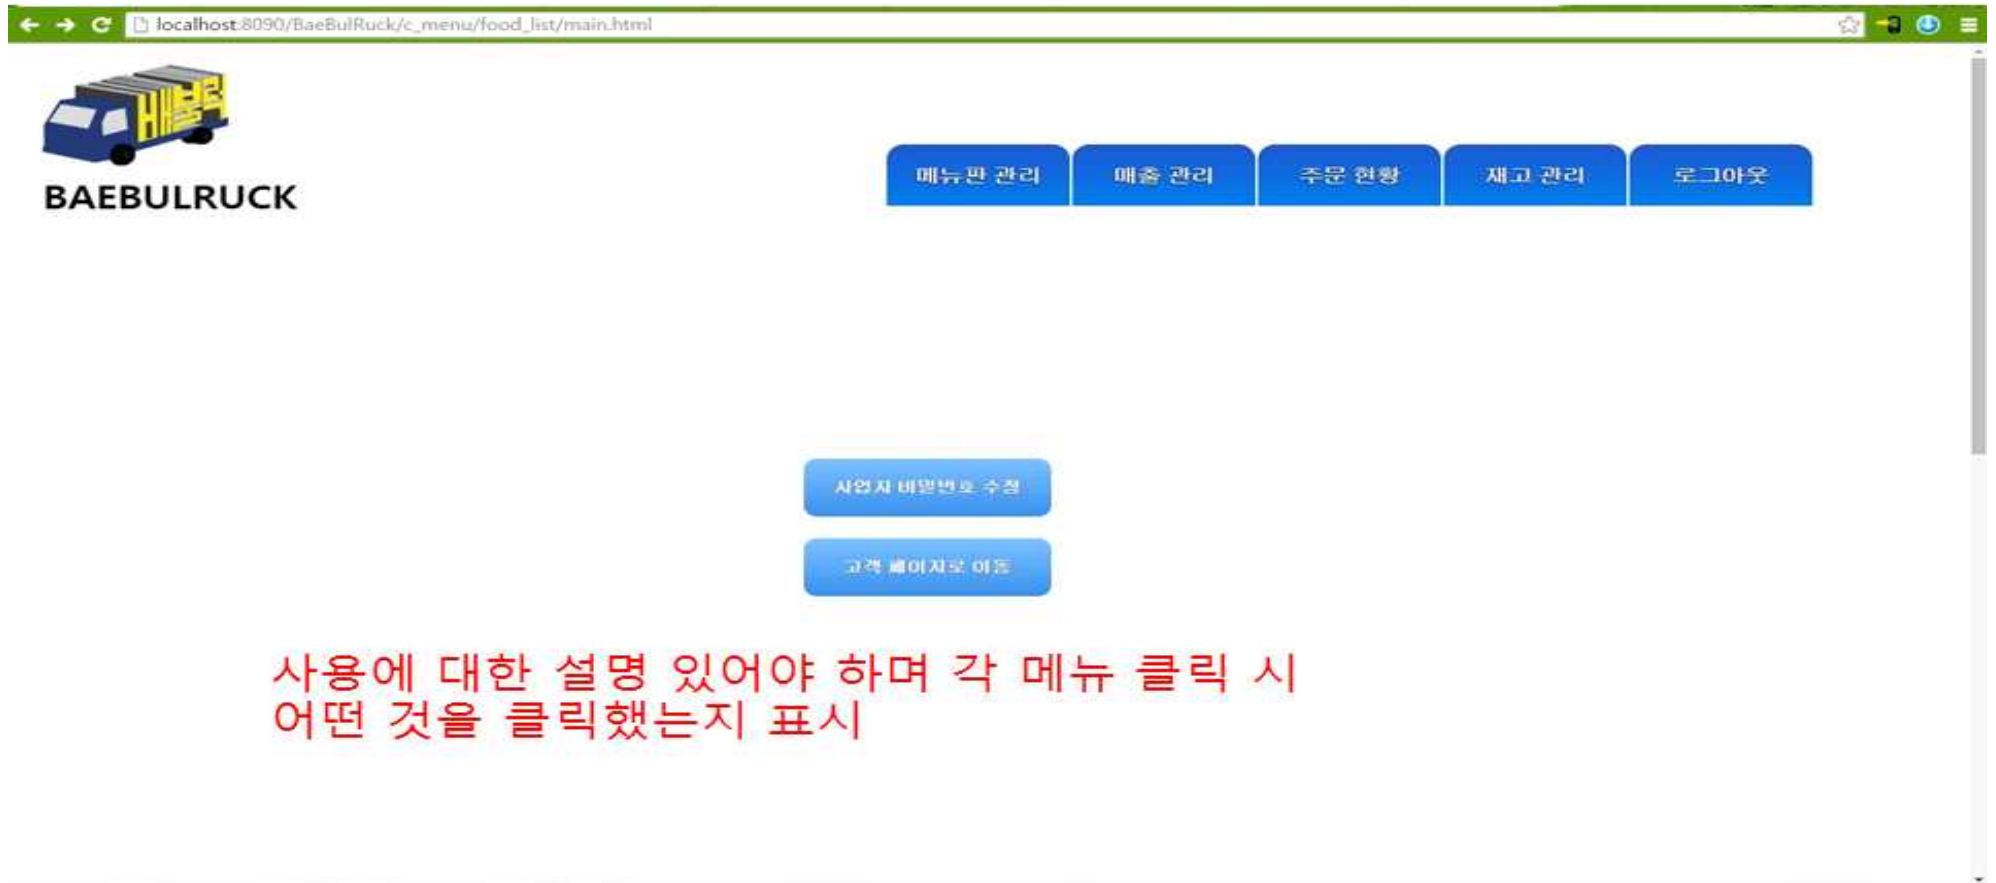 localhost:8090/BaeBulRuck/c_menu/food_list/main.html
배불럭
BAEBULRUCK
메뉴판 관리 매출 관리 주문 현황 재고 관리 로그아웃
사업자 비밀번호 수정
고객 페이지로 이동
사용에 대한 설명 있어야 하며 각 메뉴 클릭 시
어떤 것을 클릭했는지 표시